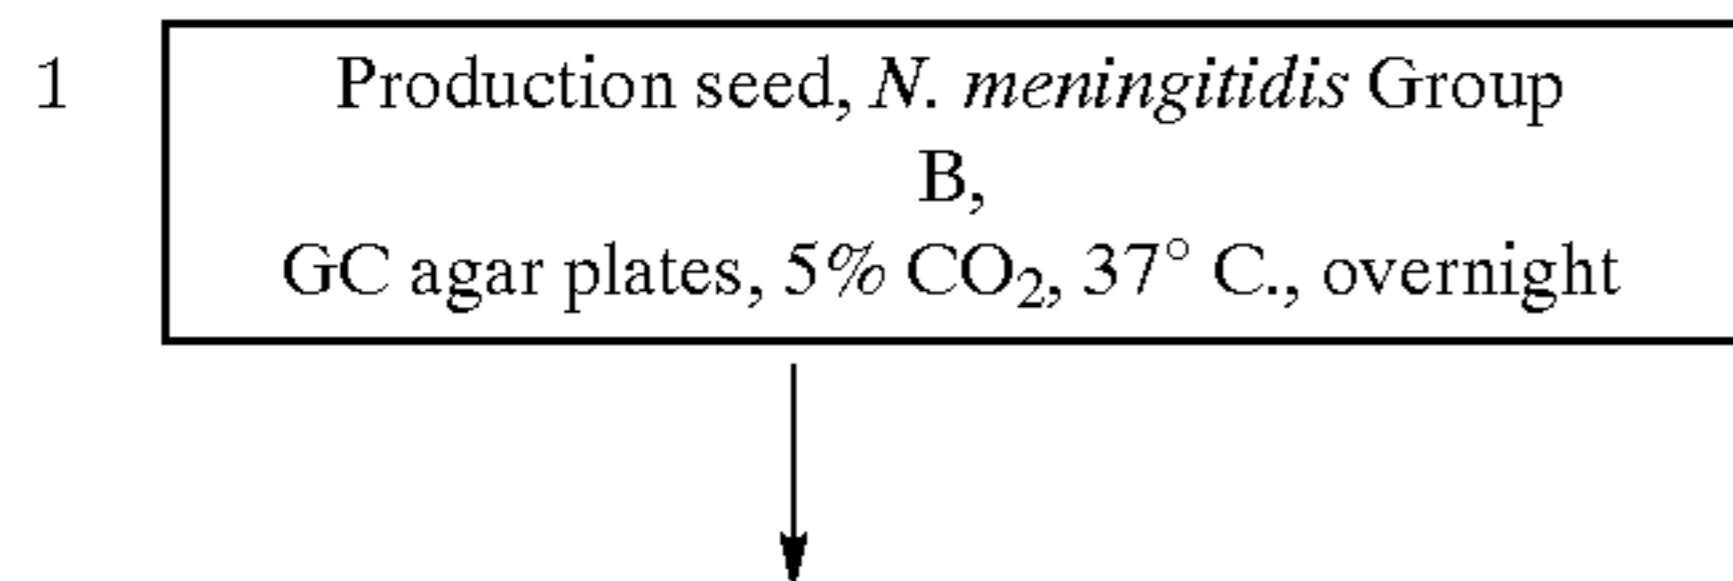 1 Production seed, N. meningitidis Group
B,
GC agar plates, 5% CO₂, 37° C., overnight